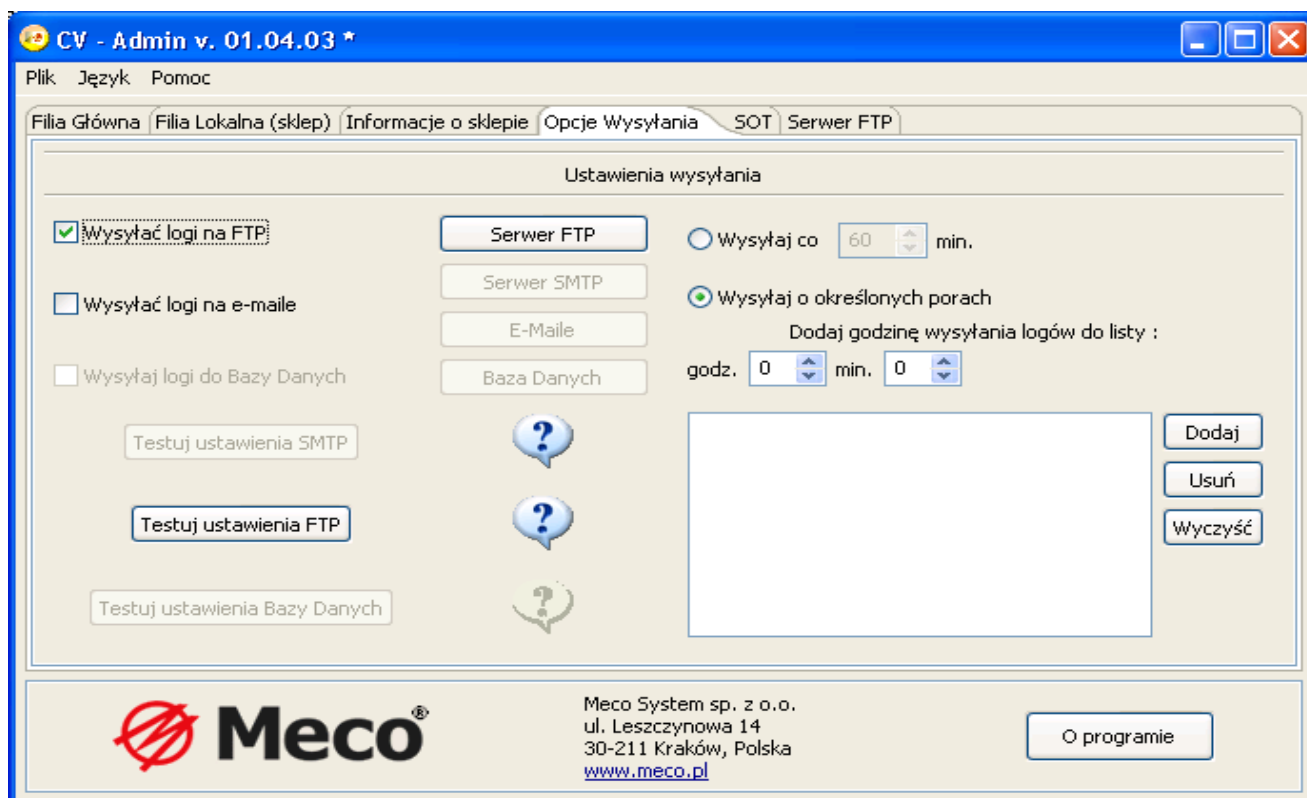 CV - Admin v. 01.04.03 *
Plik Język Pomoc
Filia Główna Filia Lokalna (sklep) Informacje o sklepie Opcje Wysyłania SOT Serwer FTP
Ustawienia wysyłania
Wysyłać logi na FTP Serwer FTP Wysyłaj co 60 min.
Serwer SMTP
Wysyłać logi na e-maile Wysyłaj o określonych porach
E-Maile Dodaj godzinę wysyłania logów do listy :
Wysyłaj logi do Bazy Danych Baza Danych godz. 0 min. 0
Testuj ustawienia SMTP ? Dodaj
Usuń
Testuj ustawienia FTP ? Wyczyść
Testuj ustawienia Bazy Danych ?
Meco®
Meco System sp. z o.o.
ul. Leszczynowa 14
30-211 Kraków, Polska
www.meco.pl
O programie